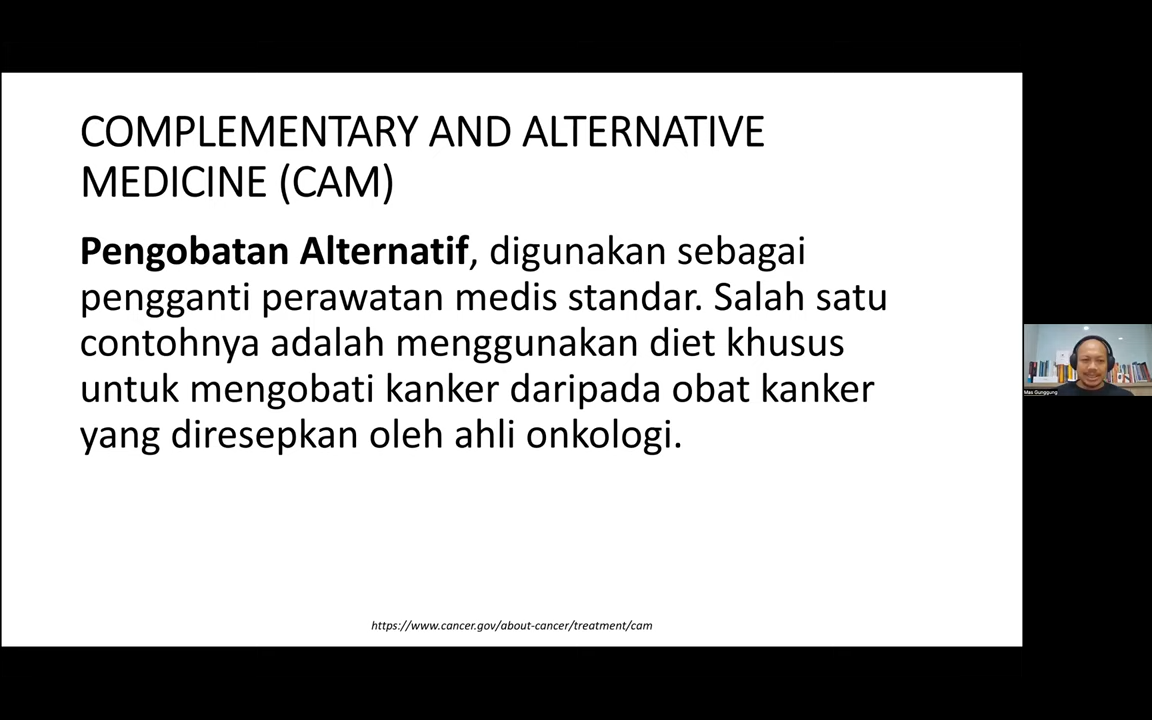 COMPLEMENTARY AND ALTERNATIVE
MEDICINE (CAM)
Pengobatan Alternatif, digunakan sebagai
pengganti perawatan medis standar. Salah satu
contohnya adalah menggunakan diet khusus
untuk mengobati kanker daripada obat kanker
yang diresepkan oleh ahli onkologi.
https://www.cancer.gov/about-cancer/treatment/cam
Mas Gunggung